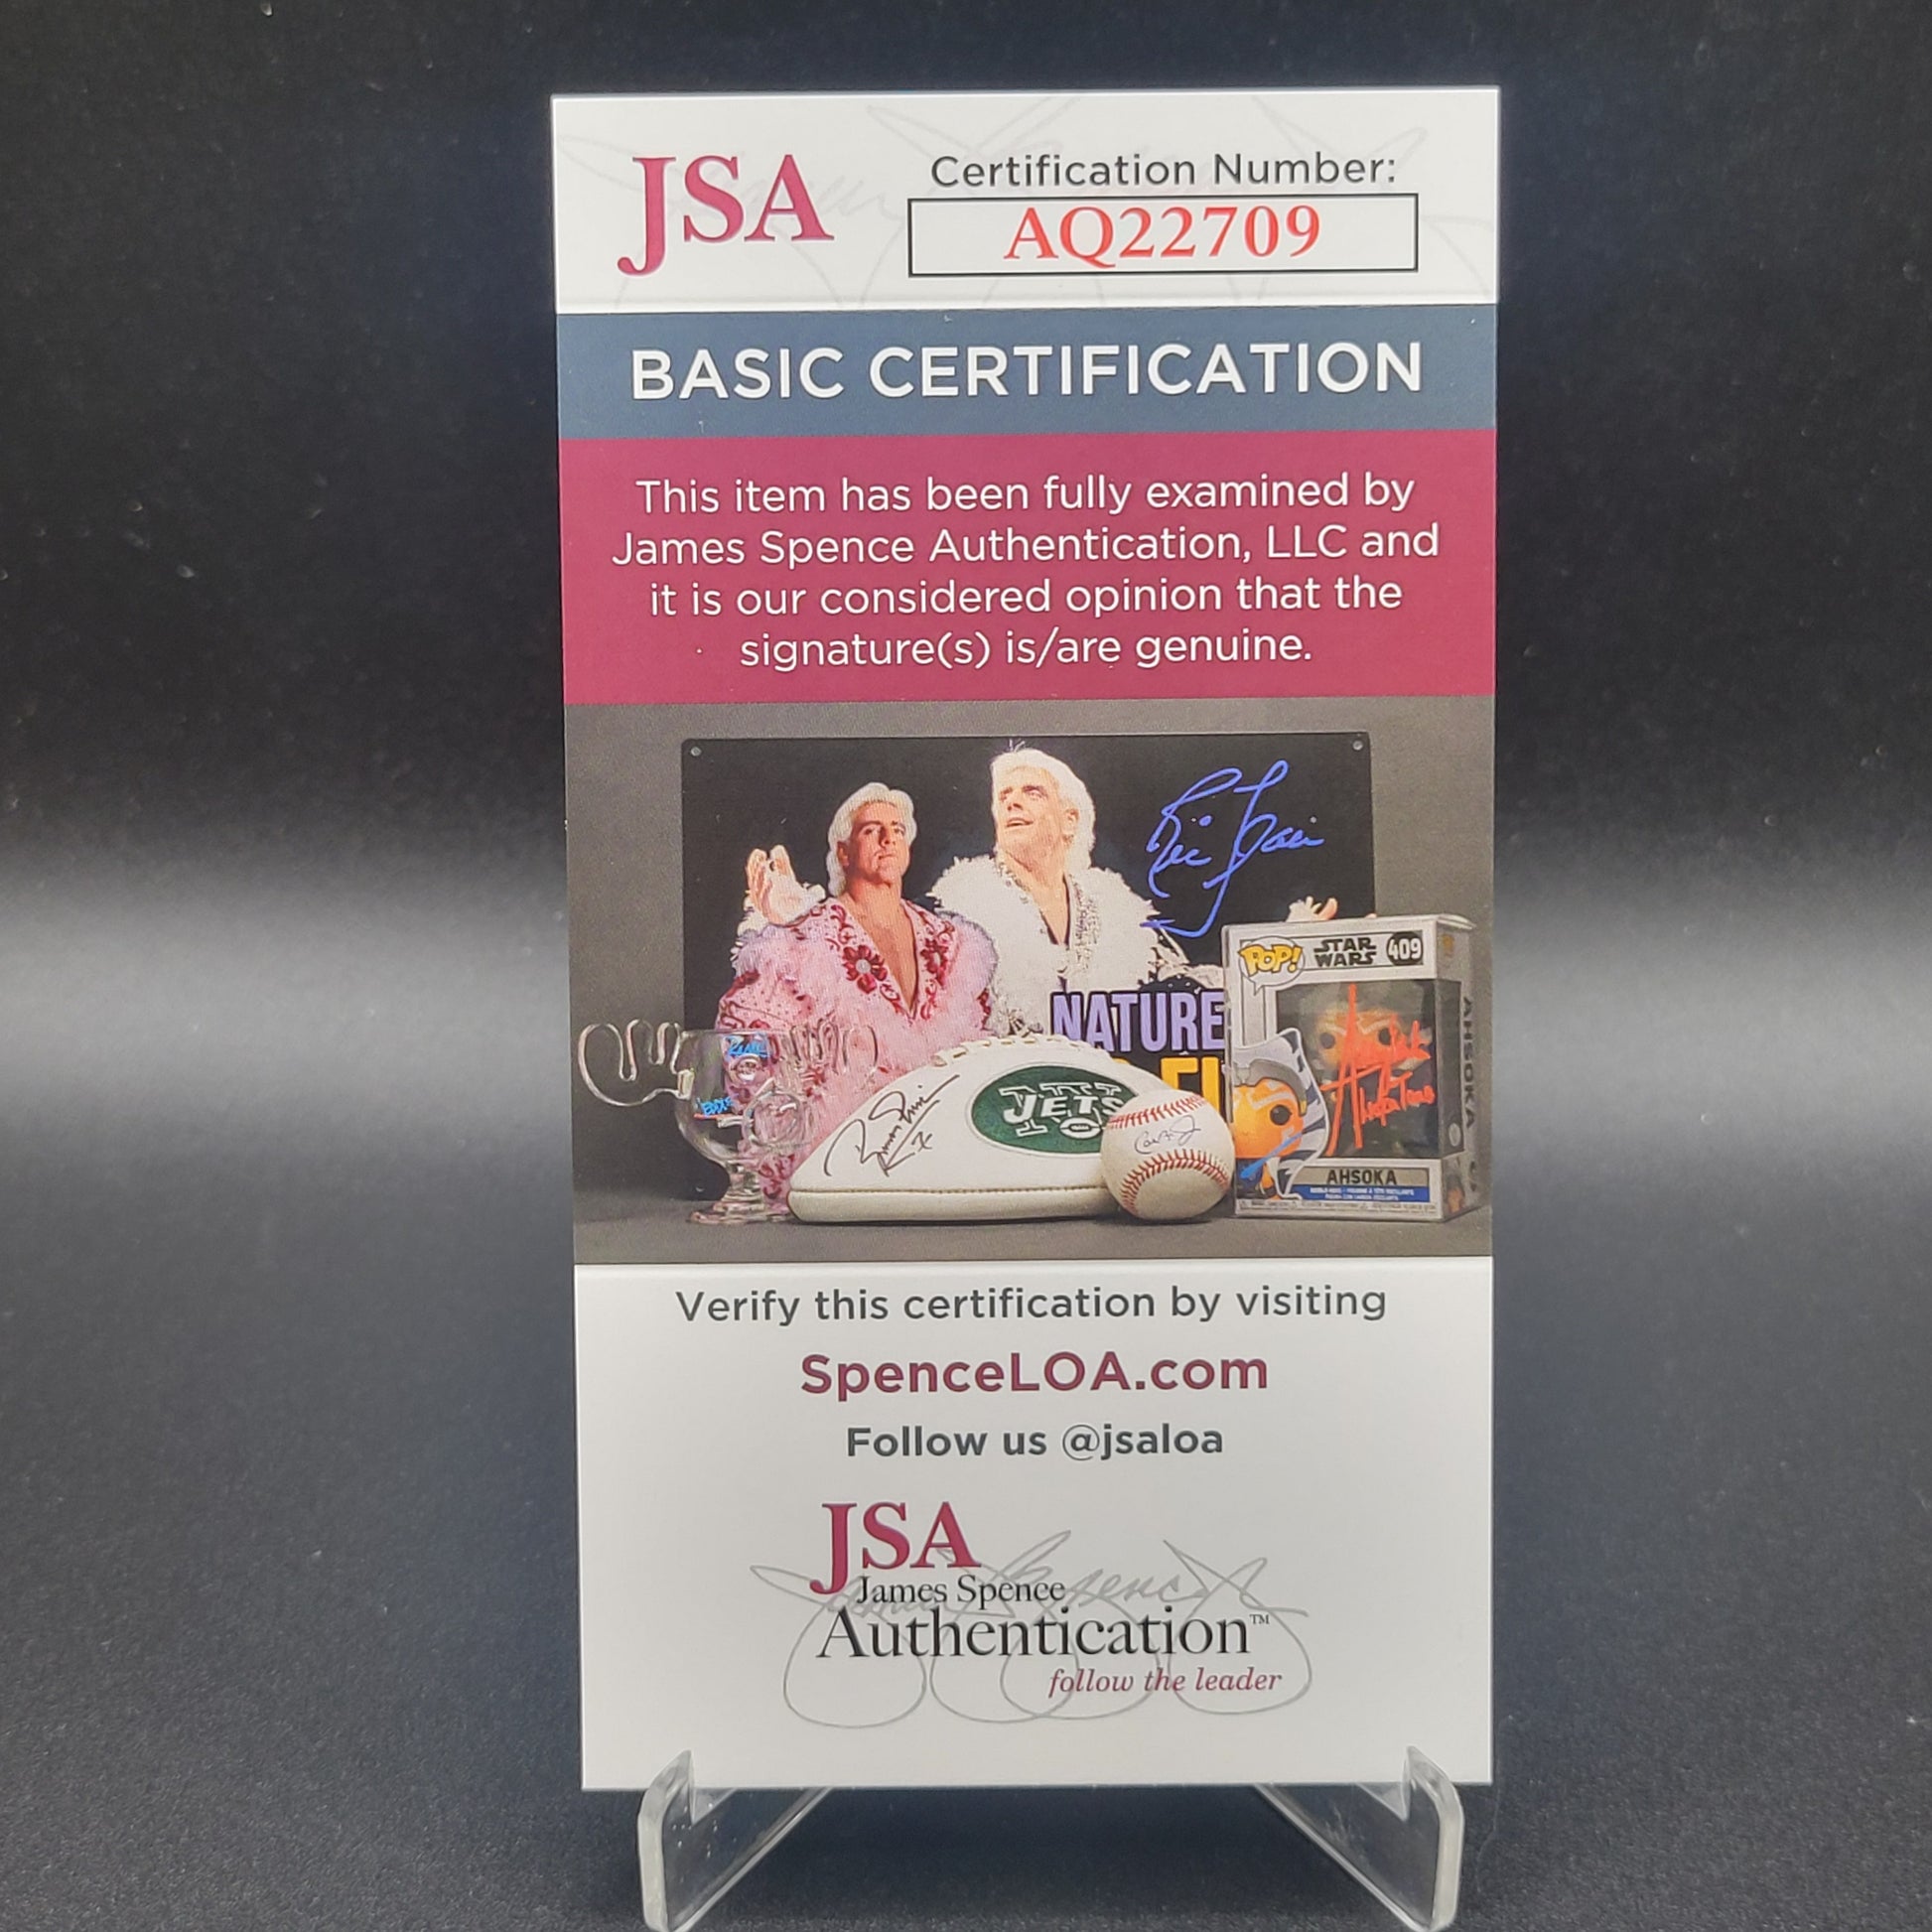 JSA
Certification Number:
AQ22709
BASIC CERTIFICATION
This item has been fully examined by
James Spence Authentication, LLC and
it is our considered opinion that the
signature(s) is/are genuine.
Ric Flair
POP! STAR WARS 409
NATURE
JETS
AHSOKA
AHSOKA
Verify this certification by visiting
SpenceLOA.com
Follow us @jsaloa
JSA
James Spence
Authentication™
follow the leader